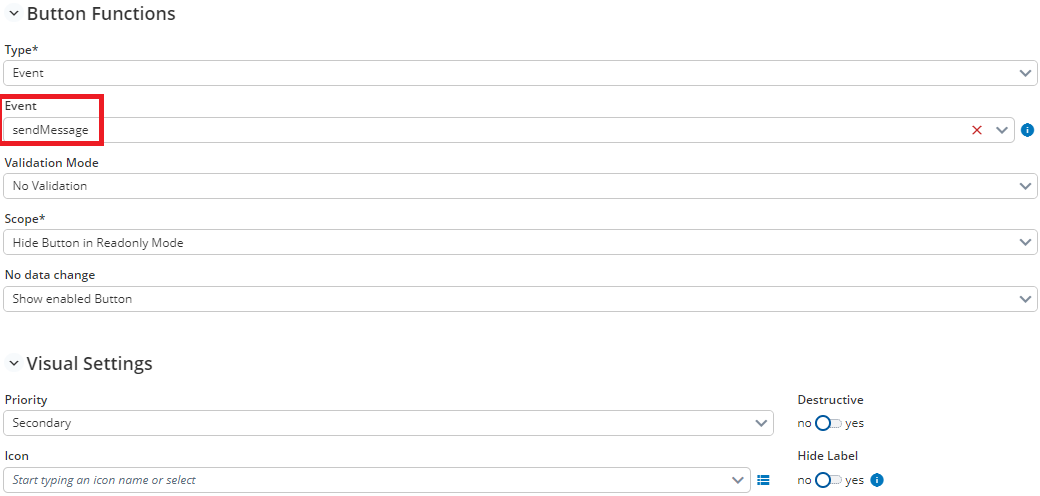 Button Functions
Type*
Event
Event
sendMessage
Validation Mode
No Validation
Scope*
Hide Button in Readonly Mode
No data change
Show enabled Button
Visual Settings
Priority
Destructive
Secondary
no yes
Icon
Hide Label
Start typing an icon name or select
no yes